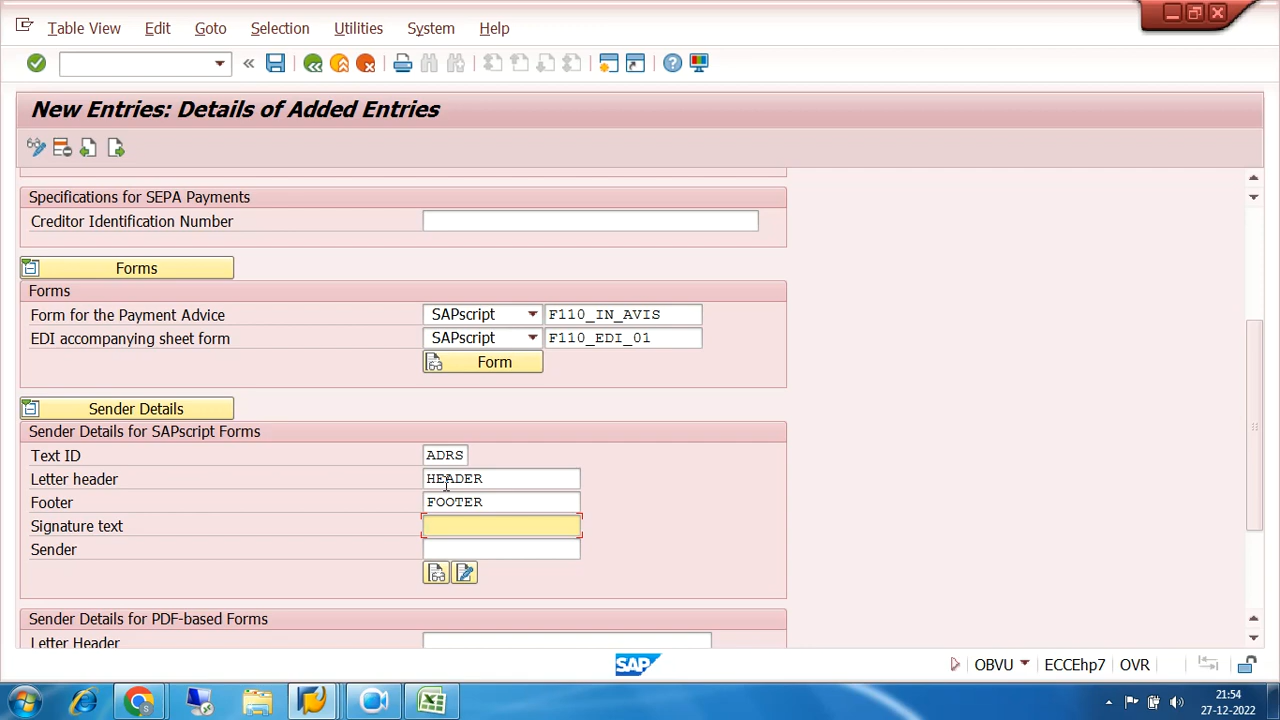 Table View Edit Goto Selection Utilities System Help
New Entries: Details of Added Entries
Specifications for SEPA Payments
Creditor Identification Number
Forms
Forms
Form for the Payment Advice SAPscript F110_IN_AVIS
EDI accompanying sheet form SAPscript F110_EDI_01
Form
Sender Details
Sender Details for SAPscript Forms
Text ID ADRS
Letter header HEADER
Footer FOOTER
Signature text
Sender
Sender Details for PDF-based Forms
Letter Header
SAP OBVU ECCEhp7 OVR
21:54
27-12-2022